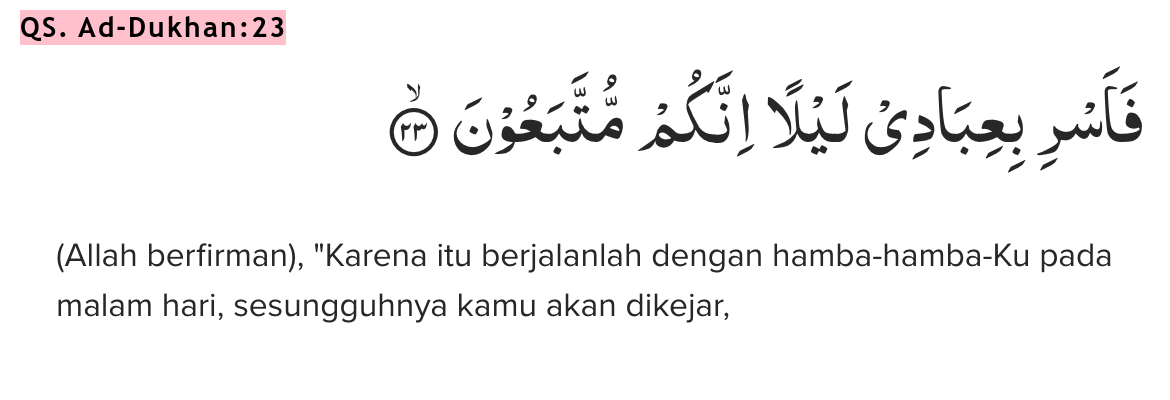 QS. Ad-Dukhan:23
فَاَسْرِ بِعِبَادِيْ لَيْلًا اِنَّكُمْ مُّتَّبَعُوْنَ ۙ ٢٣
(Allah berfirman), "Karena itu berjalanlah dengan hamba-hamba-Ku pada
malam hari, sesungguhnya kamu akan dikejar,